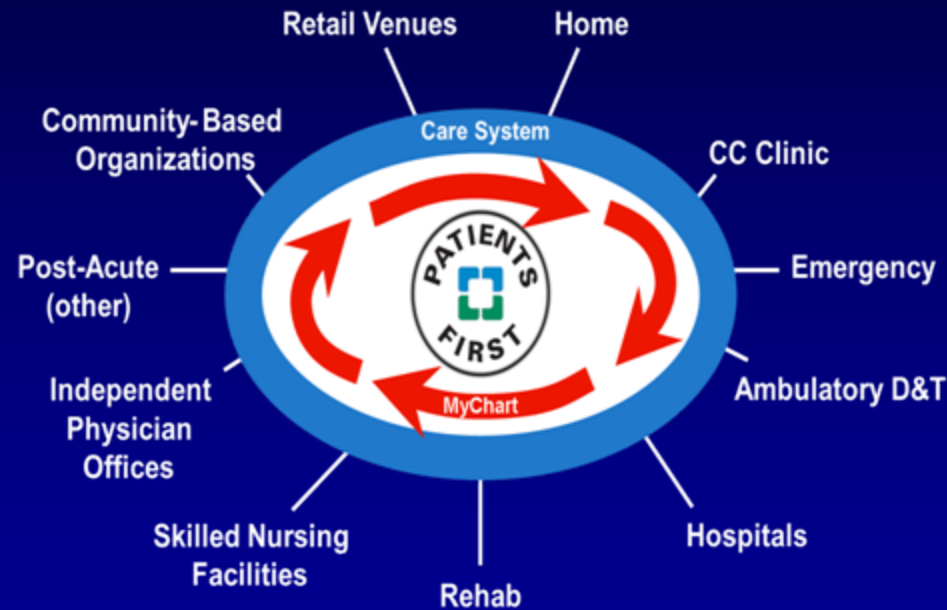 Retail Venues
Home
Community-Based
Organizations
Care System
CC Clinic
PATIENTS
FIRST
Post-Acute
(other)
Emergency
Independent
Physician
Offices
MyChart
Ambulatory D&T
Skilled Nursing
Facilities
Rehab
Hospitals